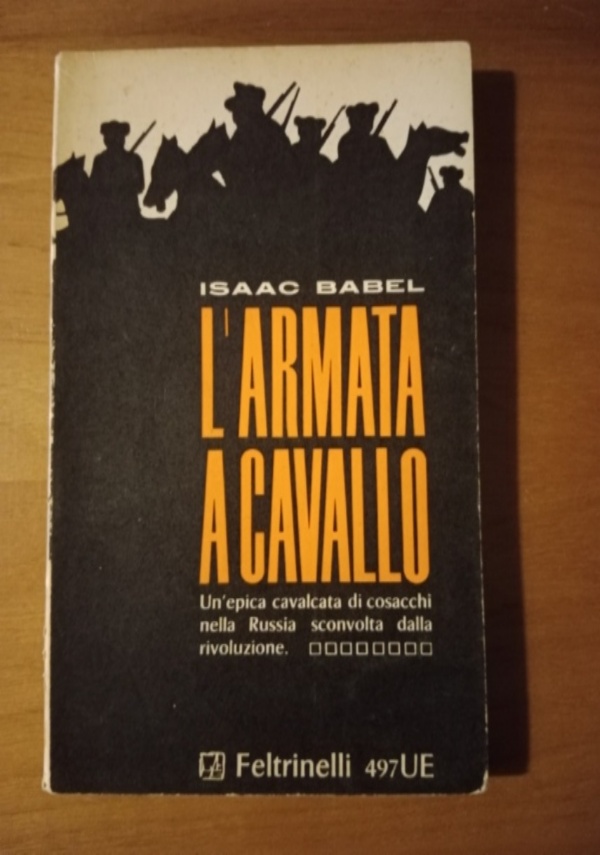 ISAAC BABEL
L'ARMATA
A CAVALLO
Un'epica cavalcata di cosacchi
nella Russia sconvolta dalla
rivoluzione.
Feltrinelli 497UE